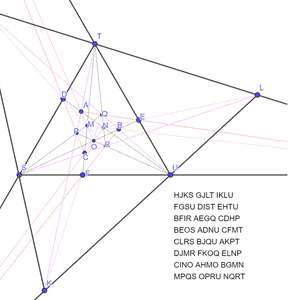 T
L
D
A
Q
E
M
N
B
P
O
R
C
S
U
F
K
HJKS GJLT IKLU
FGSU DIST EHTU
BFIR AEGQ CDHP
BEOS ADNU CFMT
CLRS BJQU AKPT
DJMR FKOQ ELNP
CINO AHMO BGMN
MPQS OPRU NQRT